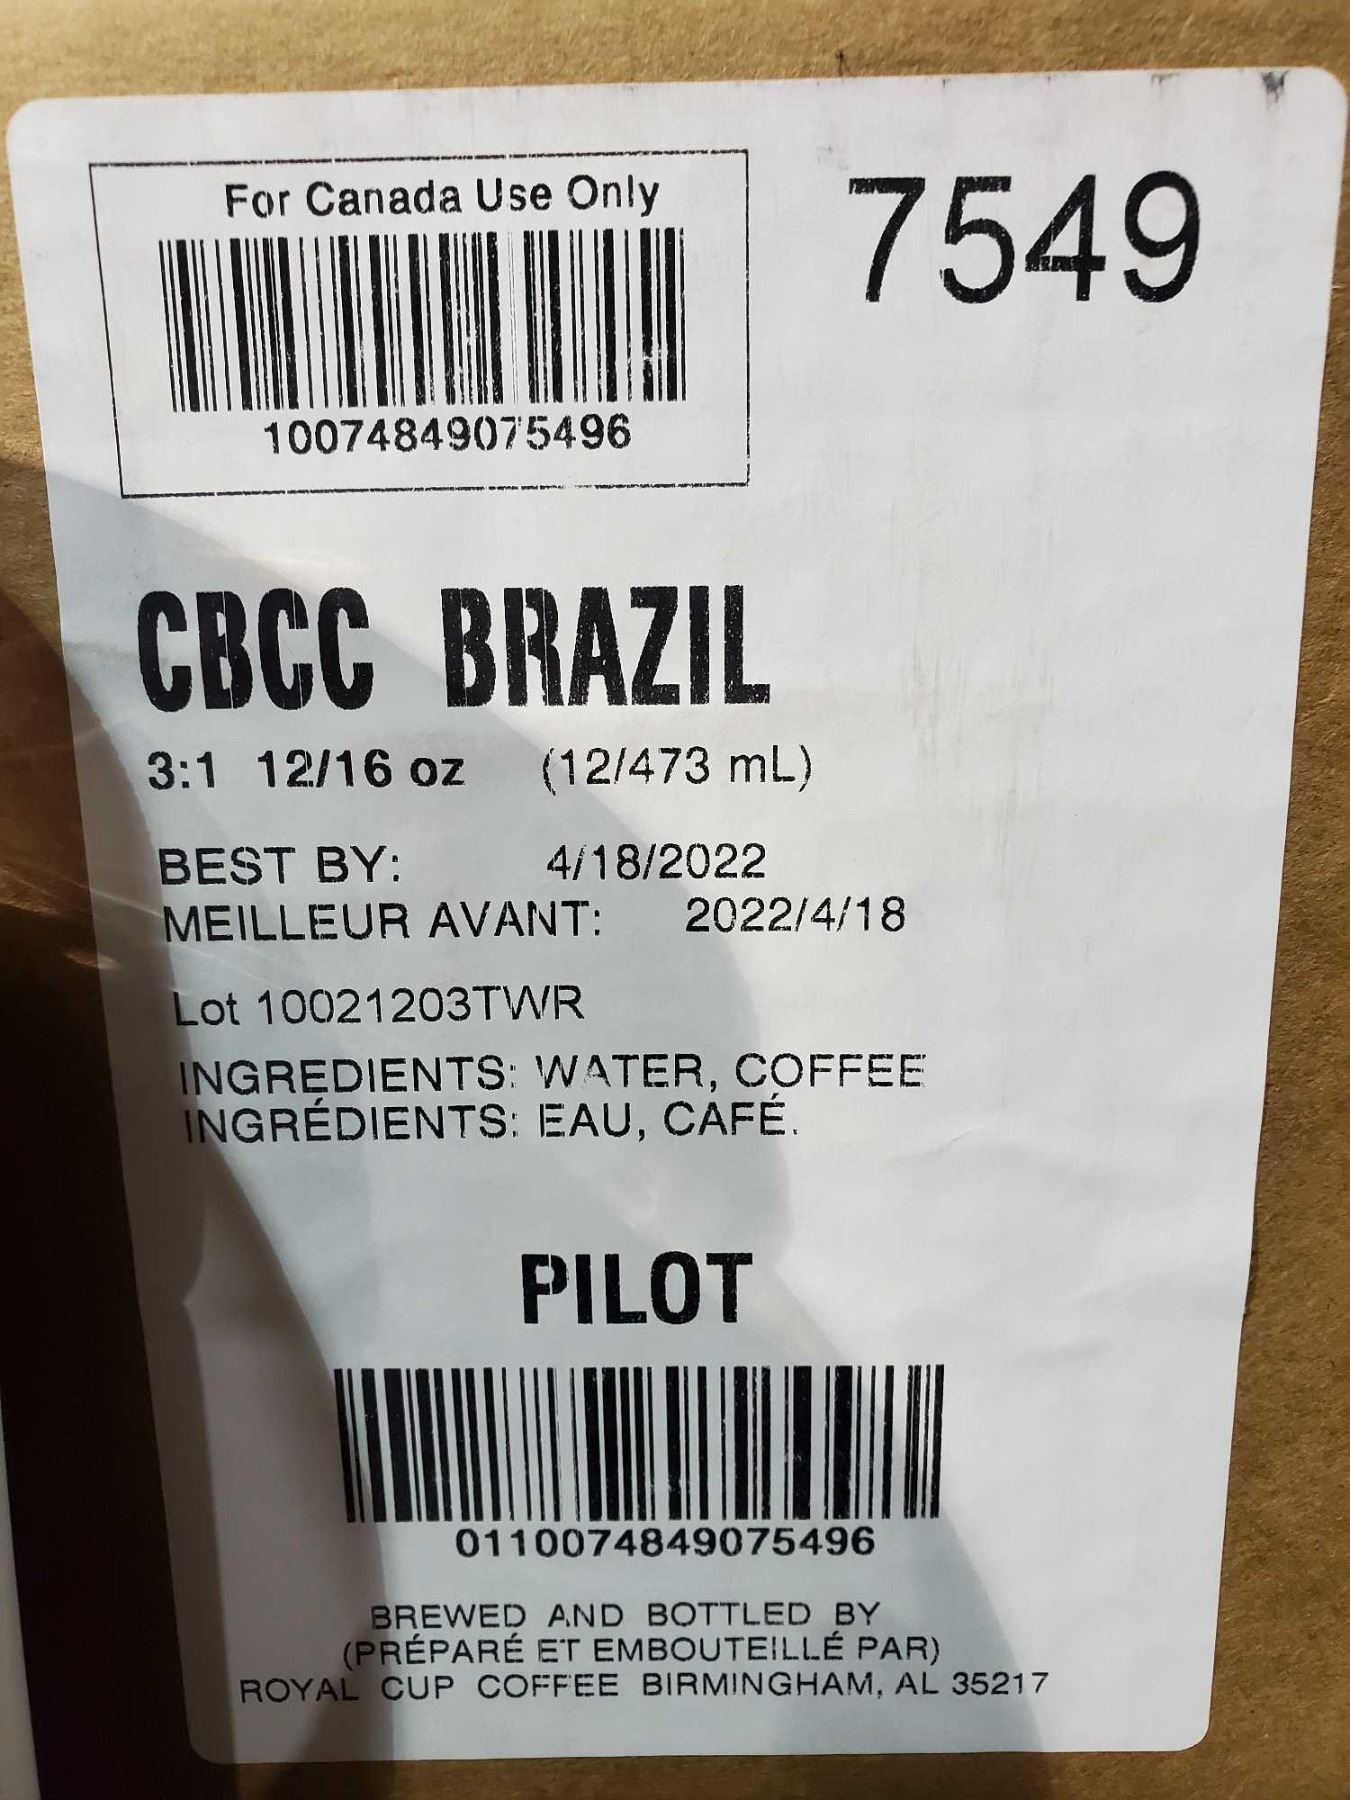 For Canada Use Only
7549
10074849075496
CBCC BRAZIL
3:1 12/16 oz (12/473 mL)
BEST BY: 4/18/2022
MEILLEUR AVANT: 2022/4/18
Lot 10021203TWR
INGREDIENTS: WATER, COFFEE
INGRÉDIENTS: EAU, CAFÉ.
PILOT
0110074849075496
BREWED AND BOTTLED BY
(PRÉPARÉ ET EMBOUTEILLÉ PAR)
ROYAL CUP COFFEE BIRMINGHAM, AL 35217